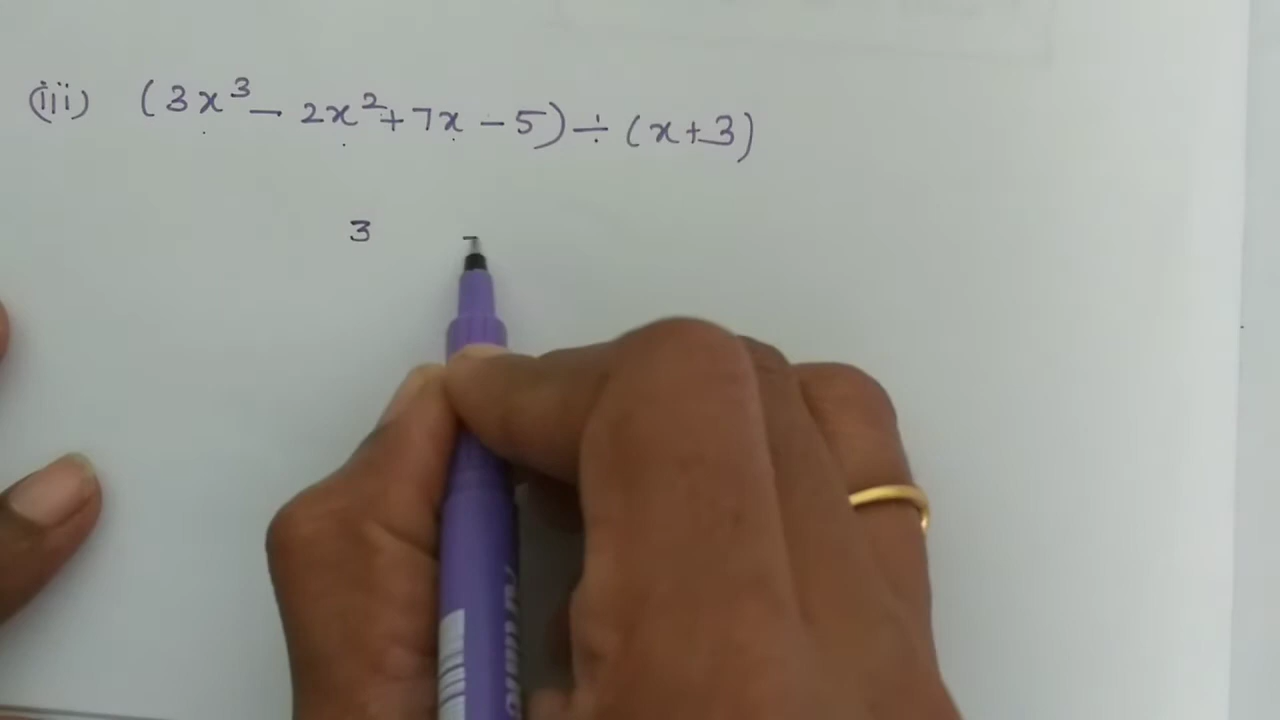 (iii) (3x³ - 2x² + 7x - 5) ÷ (x + 3)
3 -